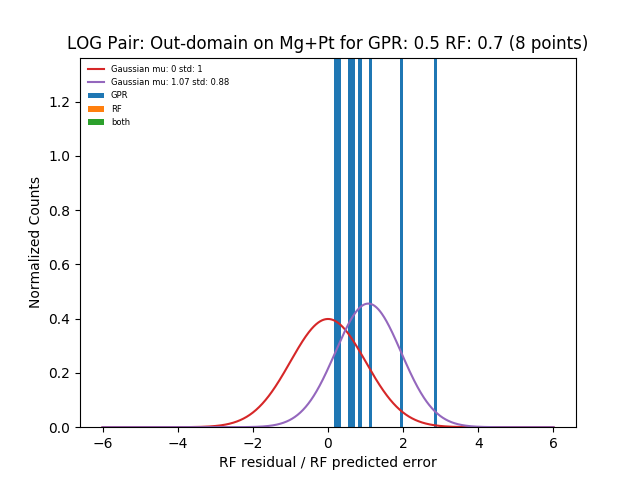 LOG Pair: Out-domain on Mg+Pt for GPR: 0.5 RF: 0.7 (8 points)
Gaussian mu: 0 std: 1
Gaussian mu: 1.07 std: 0.88
GPR
RF
both
Normalized Counts
1.2
1.0
0.8
0.6
0.4
0.2
0.0
−6 −4 −2 0 2 4 6
RF residual / RF predicted error